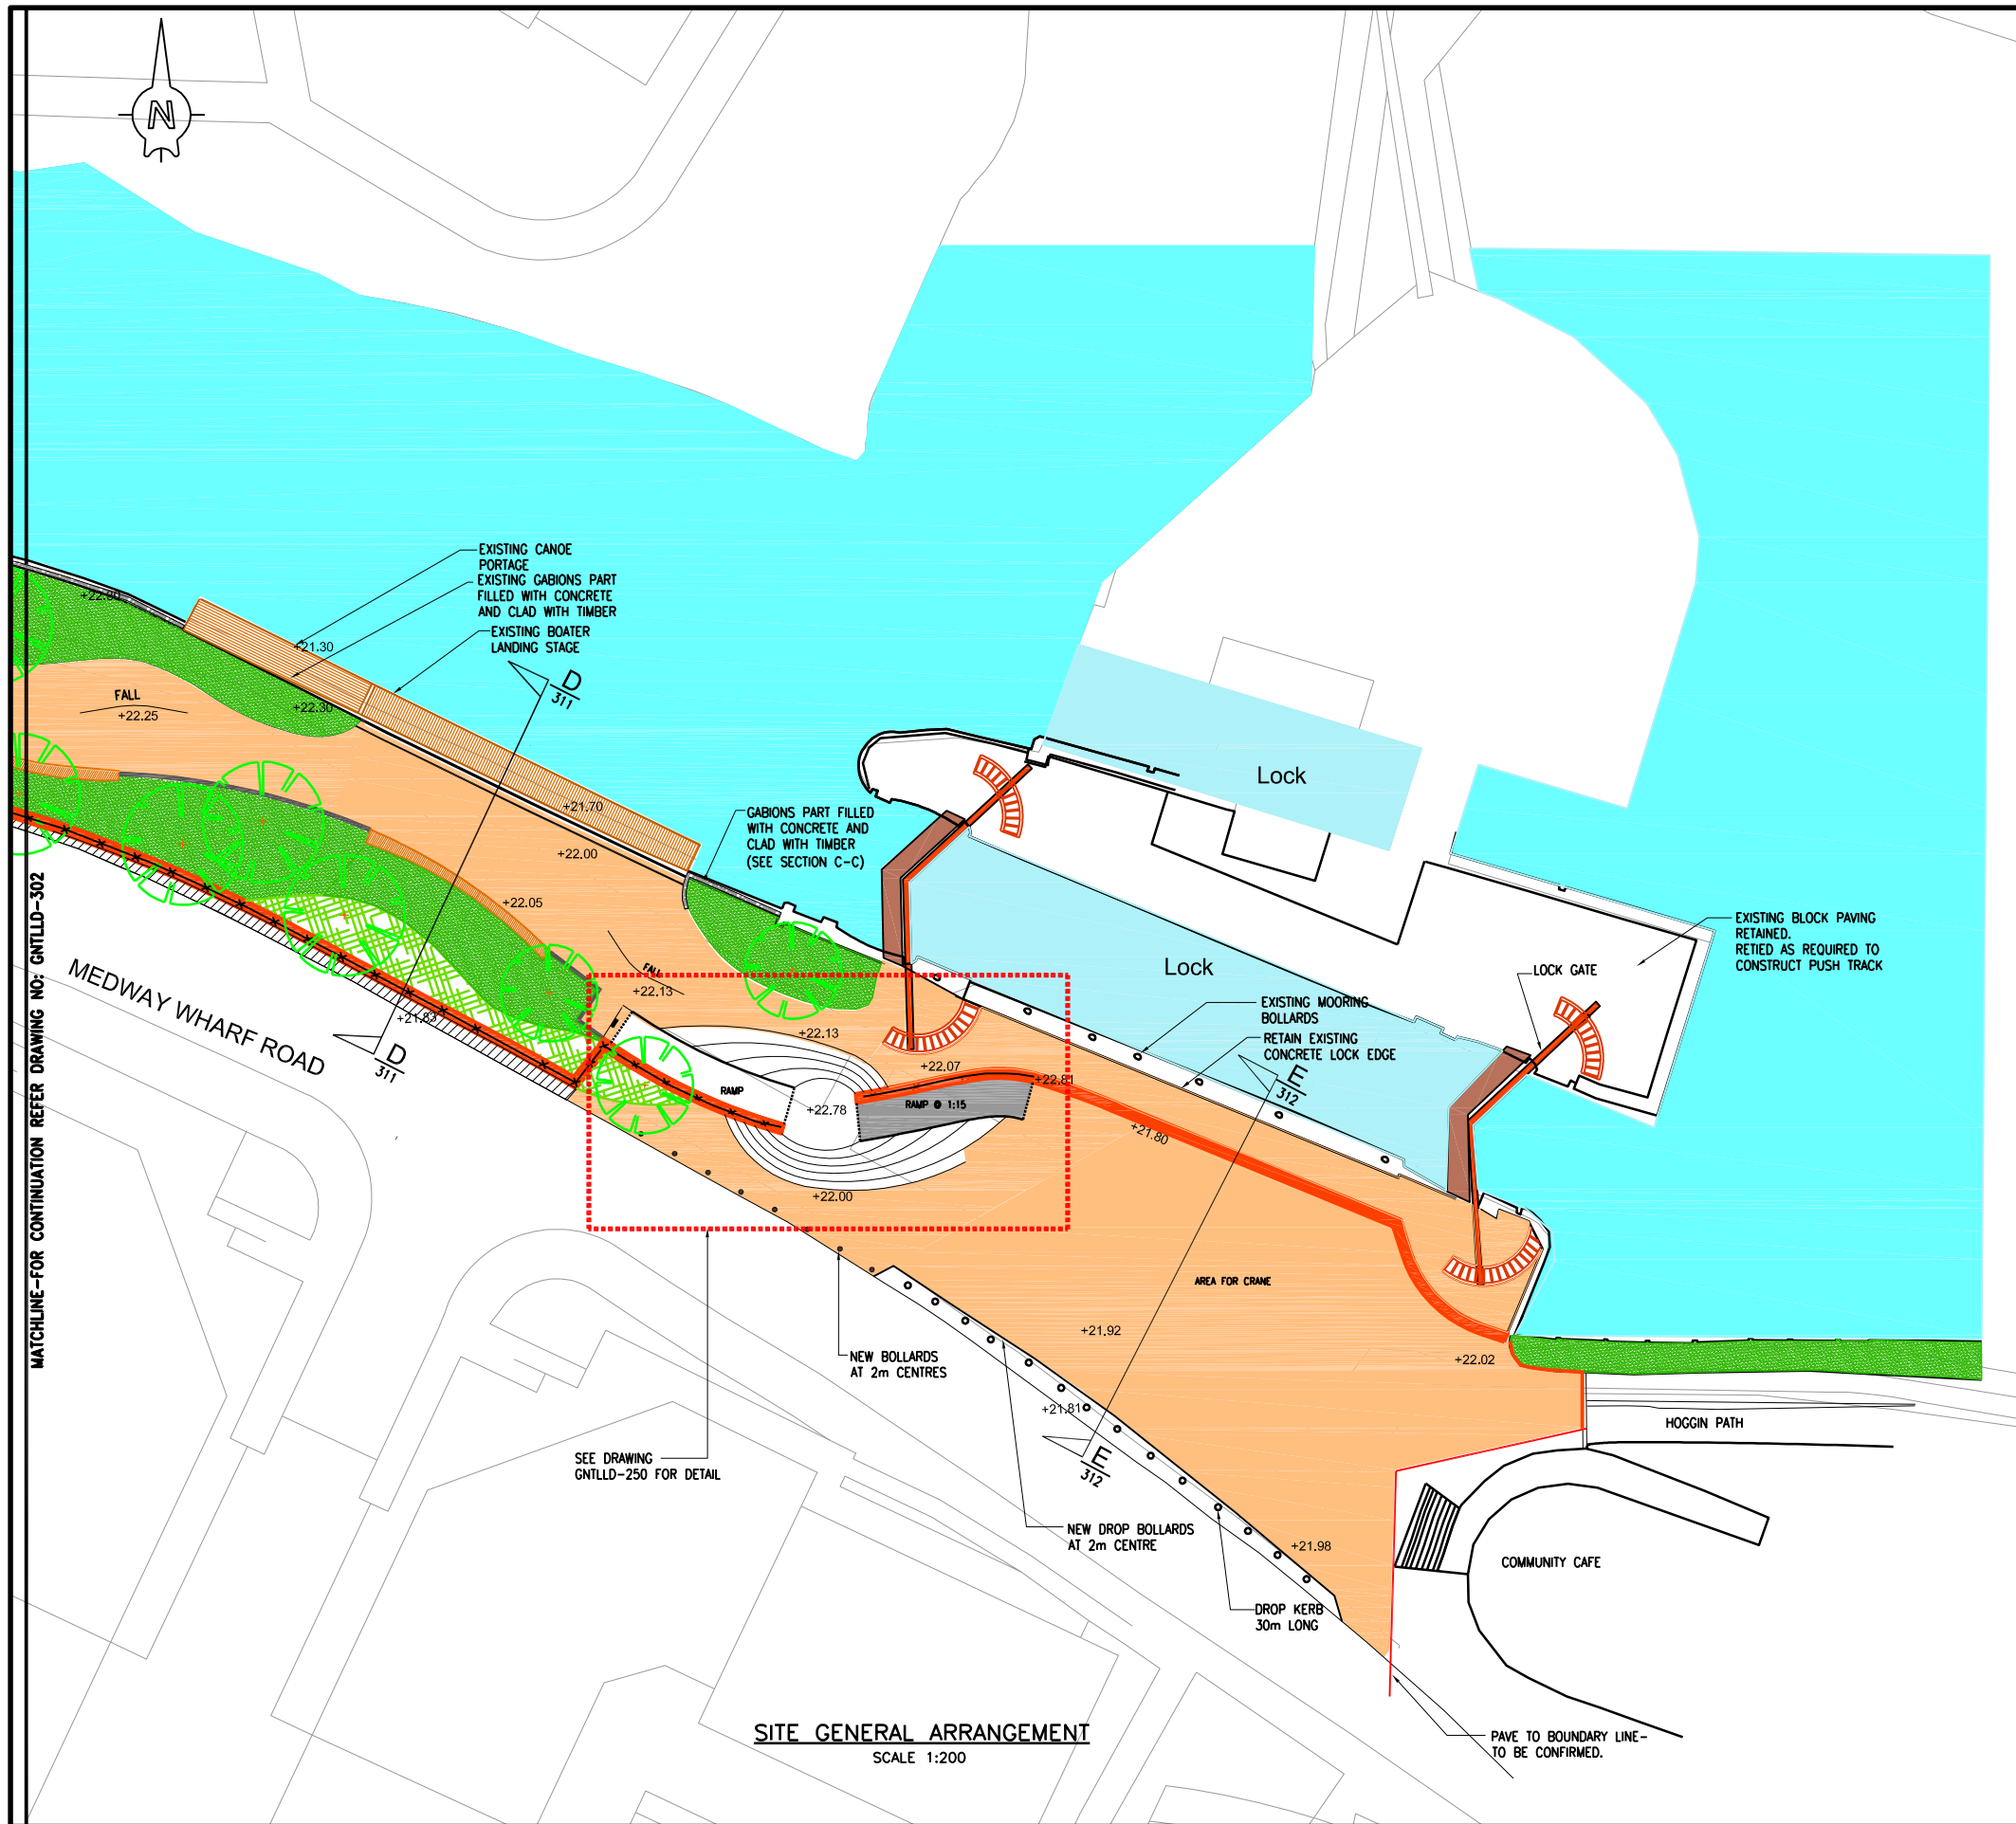 N
EXISTING CANOE
PORTAGE
EXISTING GABIONS PART
FILLED WITH CONCRETE
AND CLAD WITH TIMBER
EXISTING BOATER
LANDING STAGE
+21.30
D
311
FALL
+22.25
+22.30
+21.70
+22.00
GABIONS PART FILLED
WITH CONCRETE AND
CLAD WITH TIMBER
(SEE SECTION C-C)
Lock
Lock
+22.05
FALL
+22.13
EXISTING BLOCK PAVING
RETAINED.
RETIED AS REQUIRED TO
CONSTRUCT PUSH TRACK
LOCK GATE
EXISTING MOORING
BOLLARDS
RETAIN EXISTING
CONCRETE LOCK EDGE
MATCHLINE-FOR CONTINUATION REFER DRAWING NO: GNTLLD-302
MEDWAY WHARF ROAD
+21.83
D
311
+22.13
+22.07
+22.81
E
312
RAMP
+22.78
RAMP @ 1:15
+21.80
+22.00
AREA FOR CRANE
+21.92
+22.02
NEW BOLLARDS
AT 2m CENTRES
+21.81
E
312
HOGGIN PATH
SEE DRAWING
GNTLLD-250 FOR DETAIL
NEW DROP BOLLARDS
AT 2m CENTRE
+21.98
COMMUNITY CAFE
DROP KERB
30m LONG
SITE GENERAL ARRANGEMENT
SCALE 1:200
PAVE TO BOUNDARY LINE-
TO BE CONFIRMED.